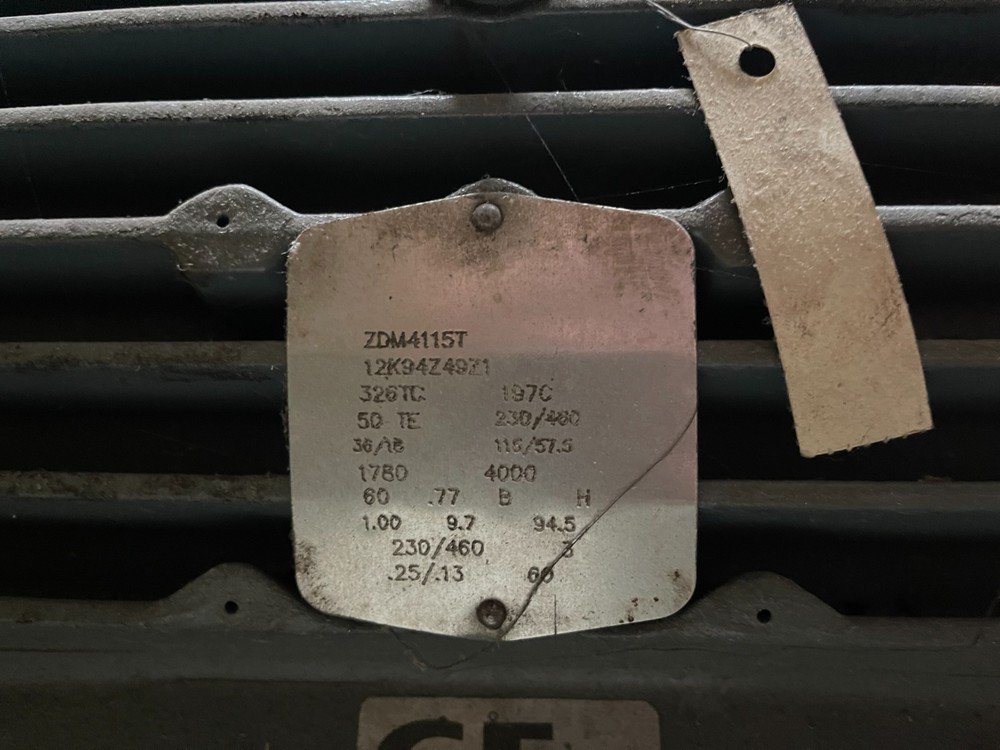 ZDM4115T
12K94Z49Z1
326TC 197C
50 TE 230/460
36/18 115/57.5
1780 4000
60 .77 B H
1.00 9.7 94.5
230/460 3
.25/.13 60